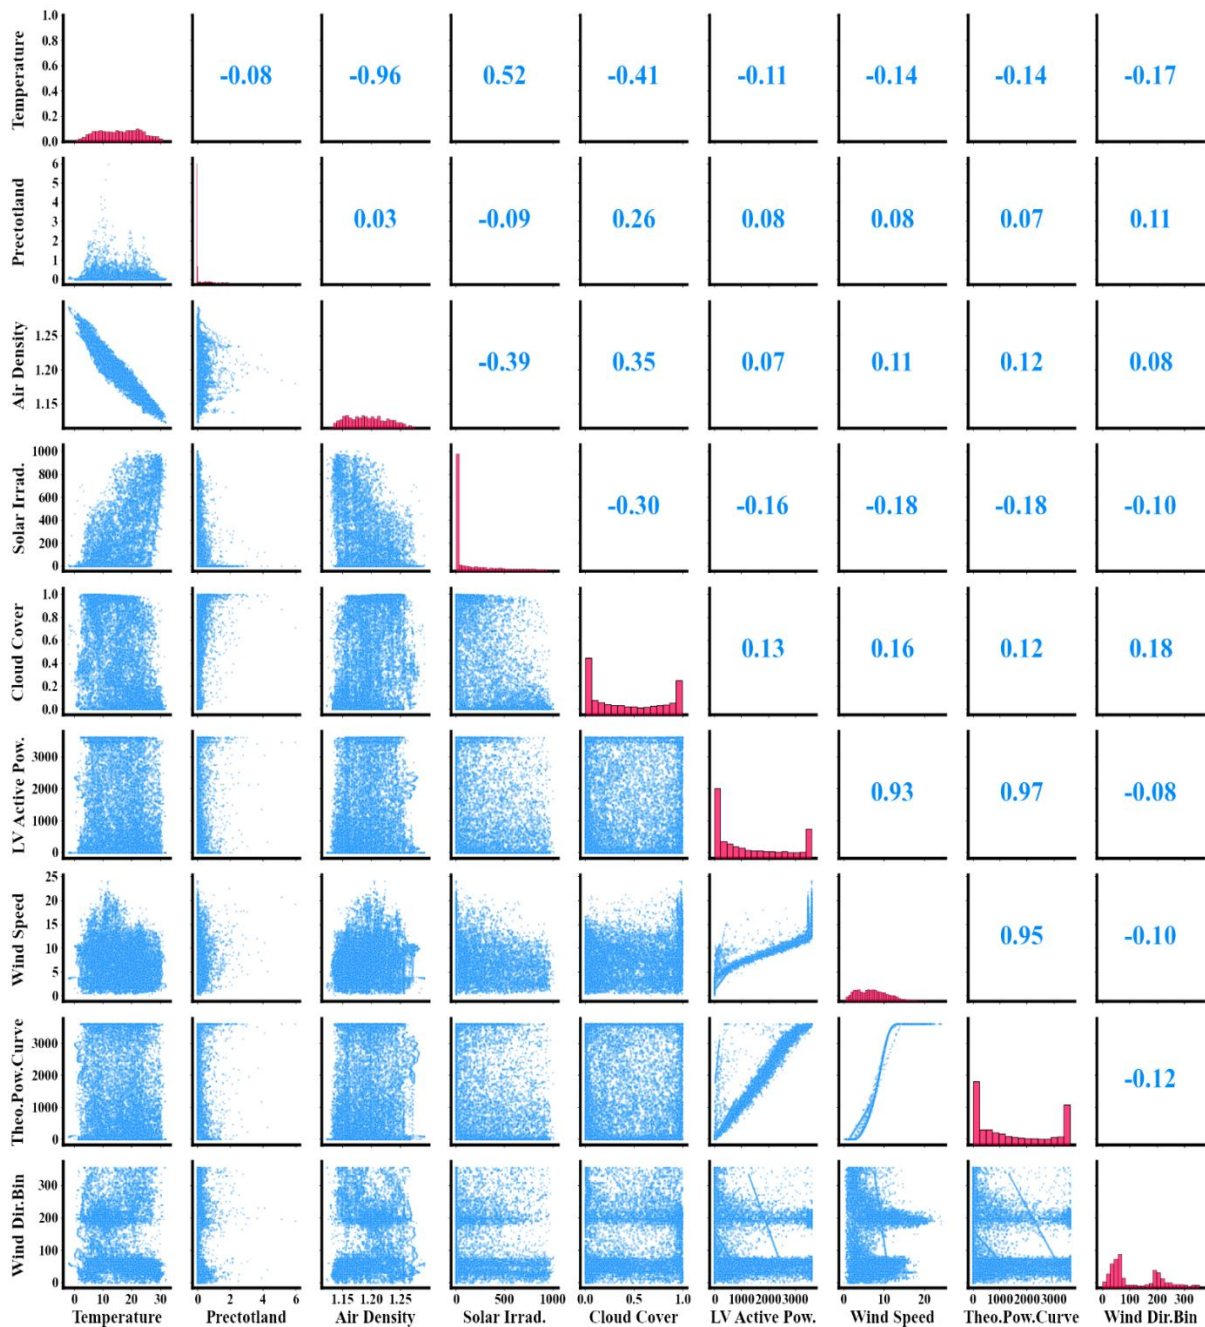 Temperature
1.0
0.8
0.6
0.4
0.2
0.0
-0.08 -0.96 0.52 -0.41 -0.11 -0.14 -0.14 -0.17
Prectotland
6
5
4
3
2
1
0
0.03 -0.09 0.26 0.08 0.08 0.07 0.11
Air Density
1.25
1.20
1.15
-0.39 0.35 0.07 0.11 0.12 0.08
Solar Irrad.
1000
800
600
400
200
0
-0.30 -0.16 -0.18 -0.18 -0.10
Cloud Cover
1.0
0.8
0.6
0.4
0.2
0.0
0.13 0.16 0.12 0.18
LV Active Pow.
3000
2000
1000
0
0.93 0.97 -0.08
Wind Speed
25
20
15
10
5
0
0.95 -0.10
Theo.Pow.Curve
3000
2000
1000
0
-0.12
Wind Dir.Bin
300
200
100
0
0 10 20 30 0 2 4 6 1.15 1.20 1.25 0 500 1000 0.0 0.5 1.0 0 1000 2000 3000 0 10 20 0 1000 2000 3000 0 100 200 300
Temperature Prectotland Air Density Solar Irrad. Cloud Cover LV Active Pow. Wind Speed Theo.Pow.Curve Wind Dir.Bin